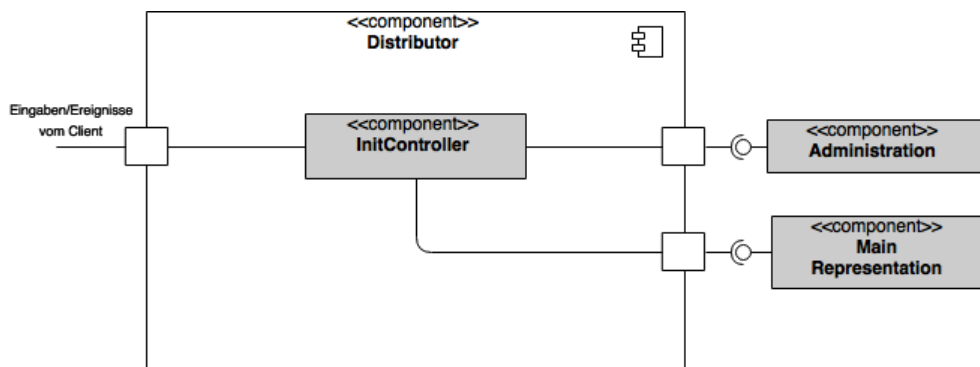 <<component>>
Distributor
Eingaben/Ereignisse
vom Client
<<component>>
InitController
<<component>>
Administration
<<component>>
Main
Representation